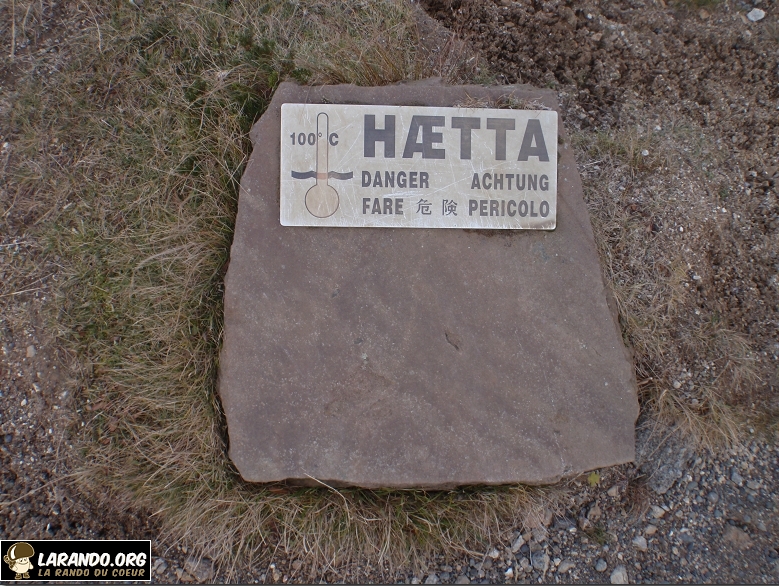 100° C
HÆTTA
DANGER ACHTUNG
FARE 危険 PERICOLO
LARANDO.ORG
LA RANDO DU COEUR